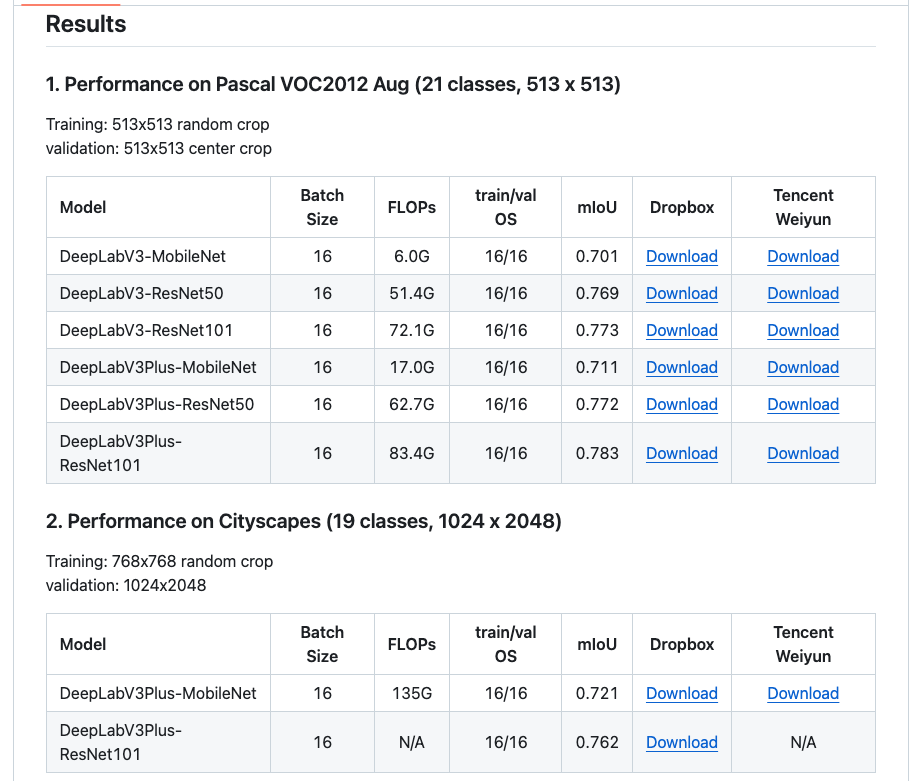 Results
1. Performance on Pascal VOC2012 Aug (21 classes, 513 x 513)
Training: 513x513 random crop
validation: 513x513 center crop
Model Batch Size FLOPs train/val OS mIoU Dropbox Tencent Weiyun
DeepLabV3-MobileNet 16 6.0G 16/16 0.701 Download Download
DeepLabV3-ResNet50 16 51.4G 16/16 0.769 Download Download
DeepLabV3-ResNet101 16 72.1G 16/16 0.773 Download Download
DeepLabV3Plus-MobileNet 16 17.0G 16/16 0.711 Download Download
DeepLabV3Plus-ResNet50 16 62.7G 16/16 0.772 Download Download
DeepLabV3Plus-ResNet101 16 83.4G 16/16 0.783 Download Download
2. Performance on Cityscapes (19 classes, 1024 x 2048)
Training: 768x768 random crop
validation: 1024x2048
Model Batch Size FLOPs train/val OS mIoU Dropbox Tencent Weiyun
DeepLabV3Plus-MobileNet 16 135G 16/16 0.721 Download Download
DeepLabV3Plus-ResNet101 16 N/A 16/16 0.762 Download N/A